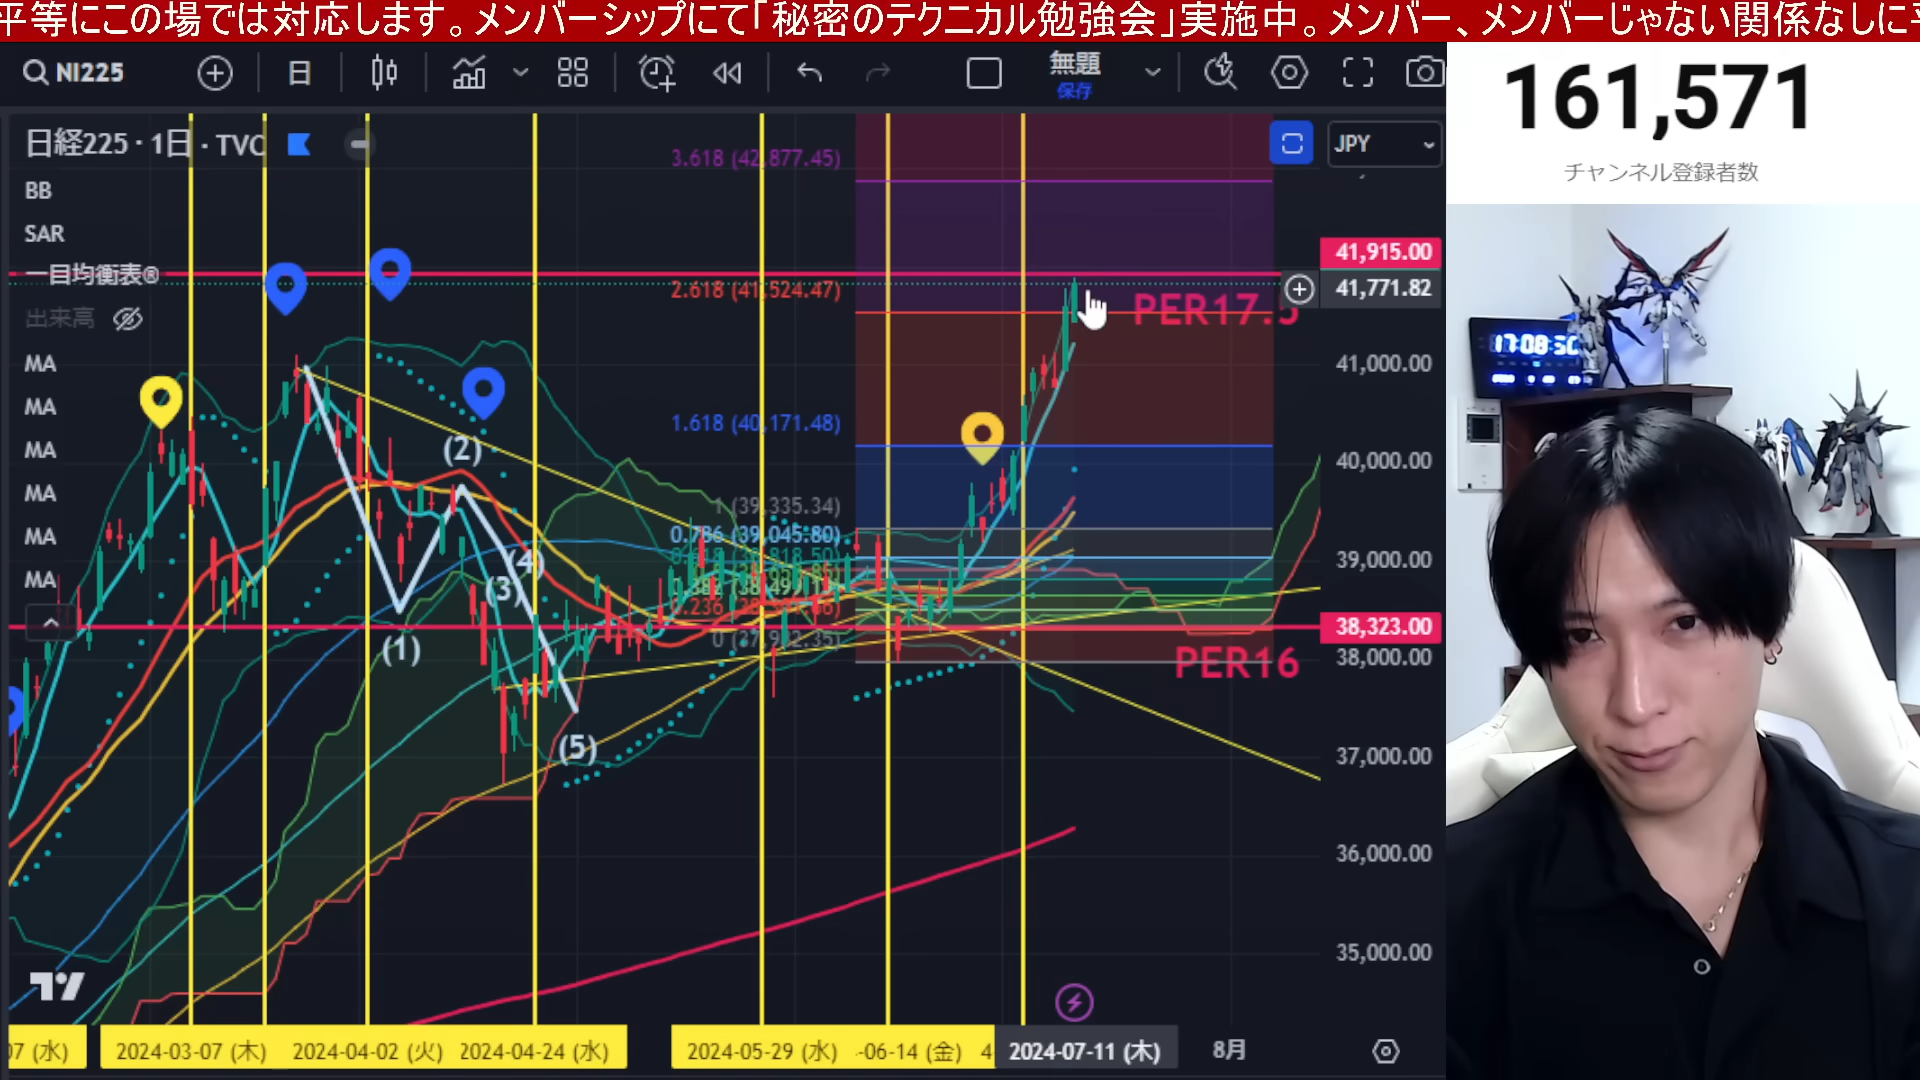 平等にこの場では対応します。メンバーシップにて「秘密のテクニカル勉強会」実施中。メンバー、メンバーじゃない関係なしに平
NI225
日
無題
保存
161,571
チャンネル登録者数
日経225・1日・TVC
JPY
BB
SAR
一目均衡表®
出来高
MA
MA
MA
MA
MA
MA
3.618 (42,877.45)
2.618 (41,524.47)
1.618 (40,171.48)
1 (39,335.34)
0.786 (39,045.80)
(1)
(2)
(3)
(4)
(5)
PER17.5
PER16
41,915.00
41,771.82
41,000.00
40,000.00
39,000.00
38,323.00
38,000.00
37,000.00
36,000.00
35,000.00
17:08:50
07 (水)
2024-03-07 (木)
2024-04-02 (火)
2024-04-24 (水)
2024-05-29 (水)
-06-14 (金)
4
2024-07-11 (木)
8月